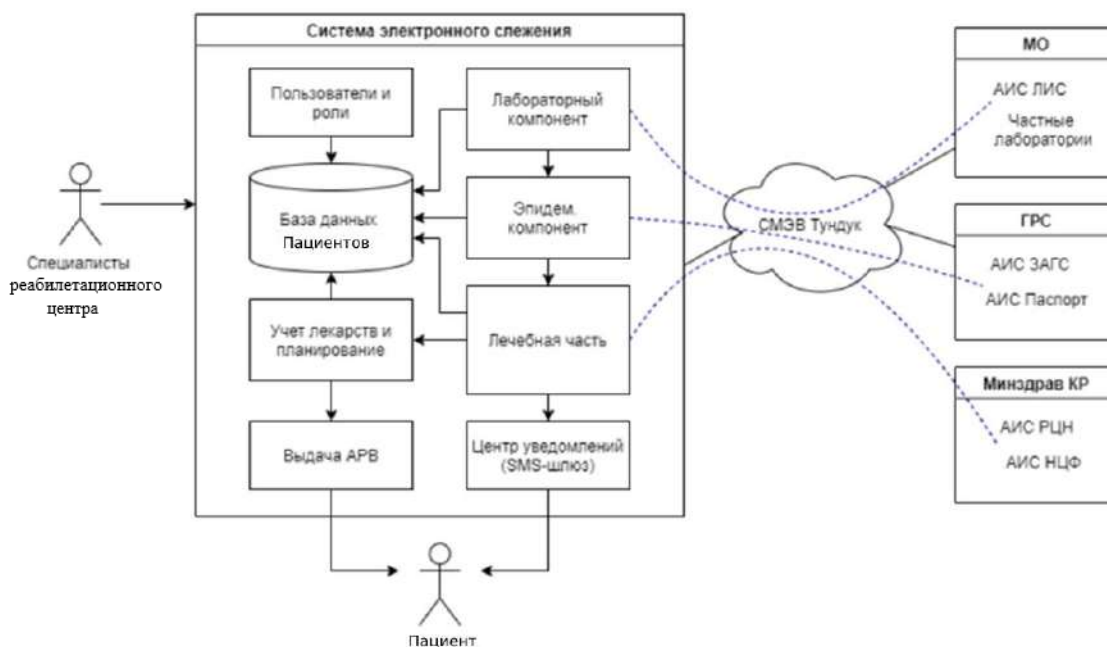 Система электронного слежения
Пользователи и
роли
База данных
Пациентов
Учет лекарств и
планирование
Выдача АРВ
Лабораторный
компонент
Эпидем.
компонент
Лечебная часть
Центр уведомлений
(SMS-шлюз)
Специалисты
реабилетационного
центра
Пациент
СМЭВ Тундук
МО
АИС ЛИС
Частные
лаборатории
ГРС
АИС ЗАГС
АИС Паспорт
Минздрав КР
АИС РЦН
АИС НЦФ